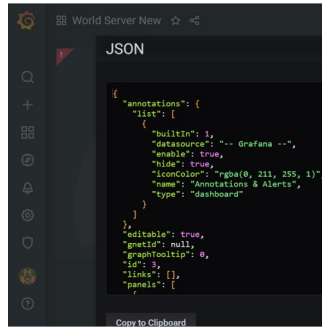 World Server New
1
JSON
{
"annotations": {
"list": [
{
"builtIn": 1,
"datasource": "-- Grafana --",
"enable": true,
"hide": true,
"iconColor": "rgba(0, 211, 255, 1)"
"name": "Annotations & Alerts",
"type": "dashboard"
}
]
},
"editable": true,
"gnetId": null,
"graphTooltip": 0,
"id": 3,
"links": [],
"panels": [
Copy to Clipboard